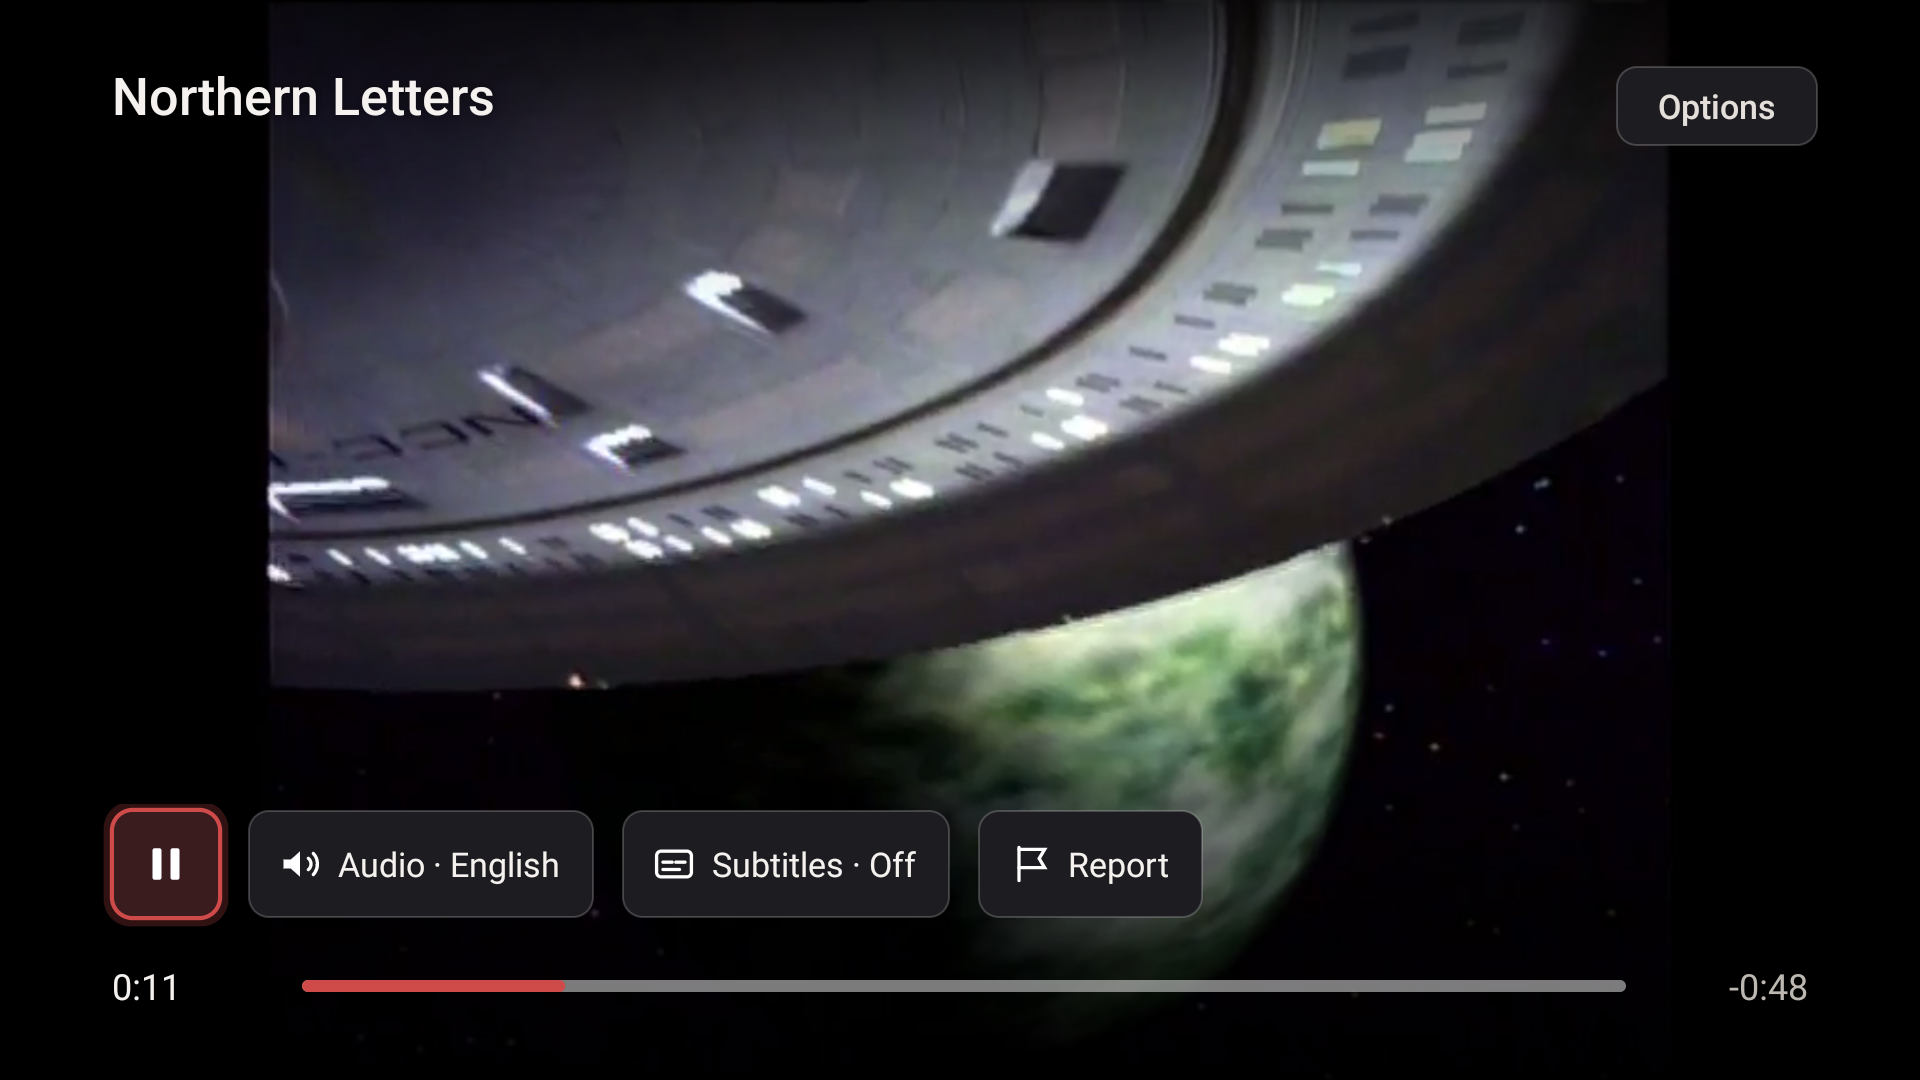 Northern Letters
Options
Audio · English
Subtitles · Off
Report
0:11
-0:48